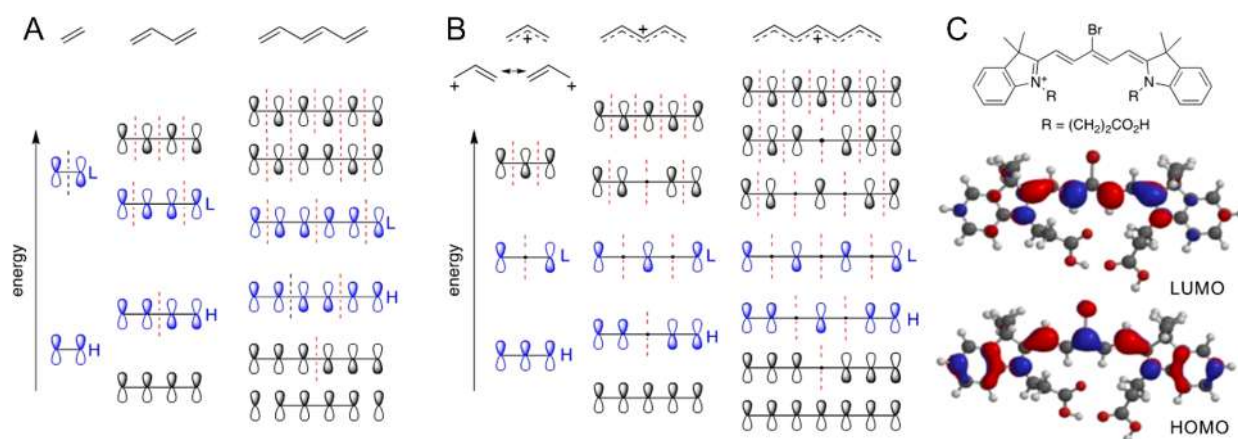 A
B
C
+
+
+
+
+
Br
N+
R
N
R
R = (CH2)2CO2H
energy
L
H
L
H
L
H
energy
L
H
L
H
L
H
LUMO
HOMO